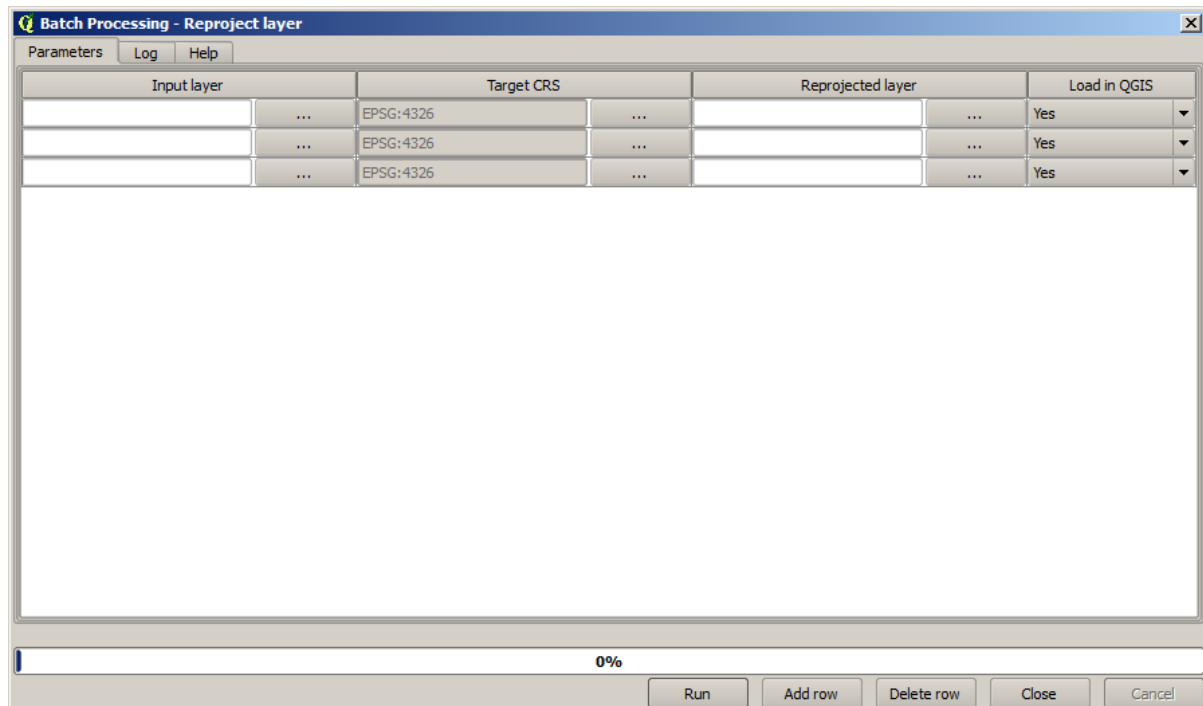 Batch Processing - Reproject layer
Parameters Log Help
Input layer Target CRS Reprojected layer Load in QGIS
... EPSG:4326 ... ... Yes
... EPSG:4326 ... ... Yes
... EPSG:4326 ... ... Yes
0%
Run Add row Delete row Close Cancel